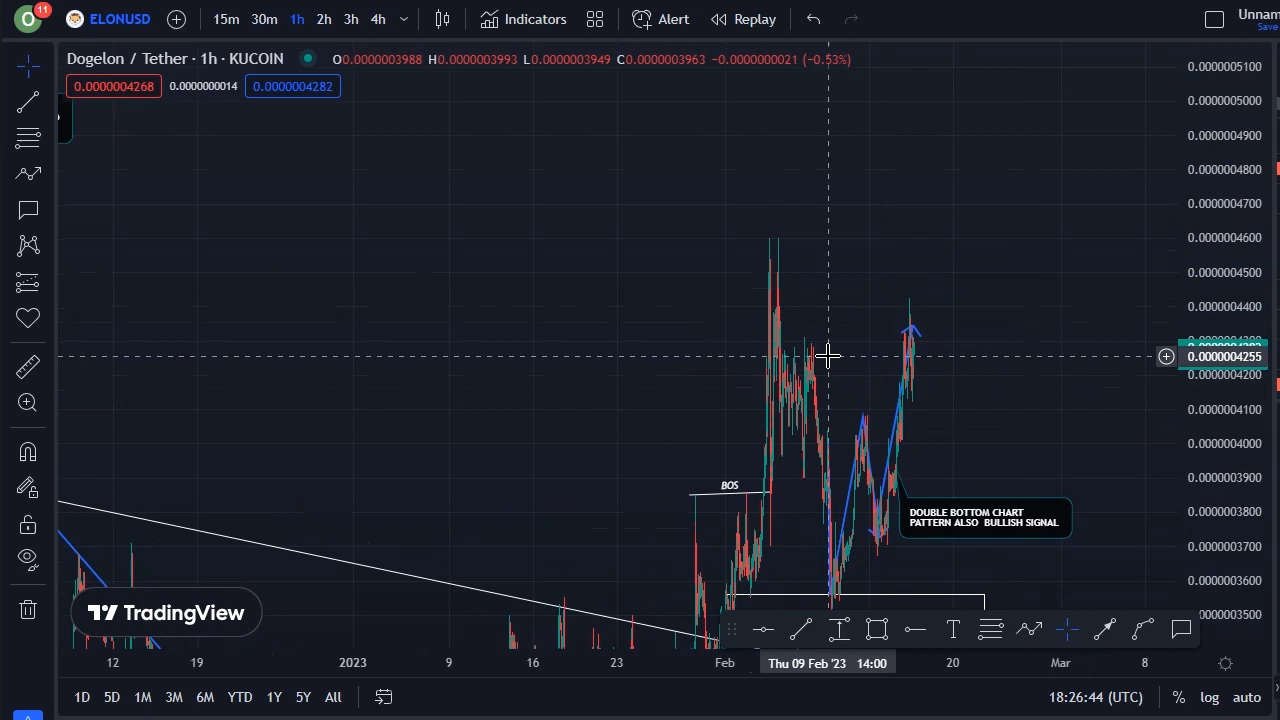 O 11 ELONUSD 15m 30m 1h 2h 3h 4h Indicators Alert Replay Unnam
Save
Dogelon / Tether · 1h · KUCOIN O0.0000003988 H0.0000003993 L0.0000003949 C0.0000003963 −0.0000000021 (−0.53%)
0.0000004268 0.0000000014 0.0000004282
0.0000005100
0.0000005000
0.0000004900
0.0000004800
0.0000004700
0.0000004600
0.0000004500
0.0000004400
0.0000004255
0.0000004200
0.0000004100
0.0000004000
0.0000003900
0.0000003800
0.0000003700
0.0000003600
0.0000003500
BOS
DOUBLE BOTTOM CHART
PATTERN ALSO BULLISH SIGNAL
TradingView
T
12 19 2023 9 16 23 Feb Thu 09 Feb '23 14:00 20 Mar 8
1D 5D 1M 3M 6M YTD 1Y 5Y All 18:26:44 (UTC) % log auto